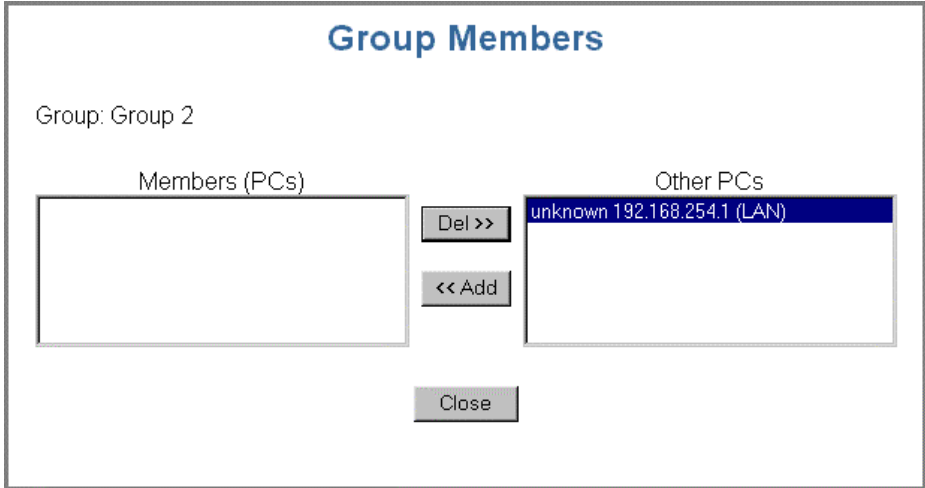 Group Members
Group: Group 2
Members (PCs)
Other PCs
unknown 192.168.254.1 (LAN)
Del >>
<< Add
Close